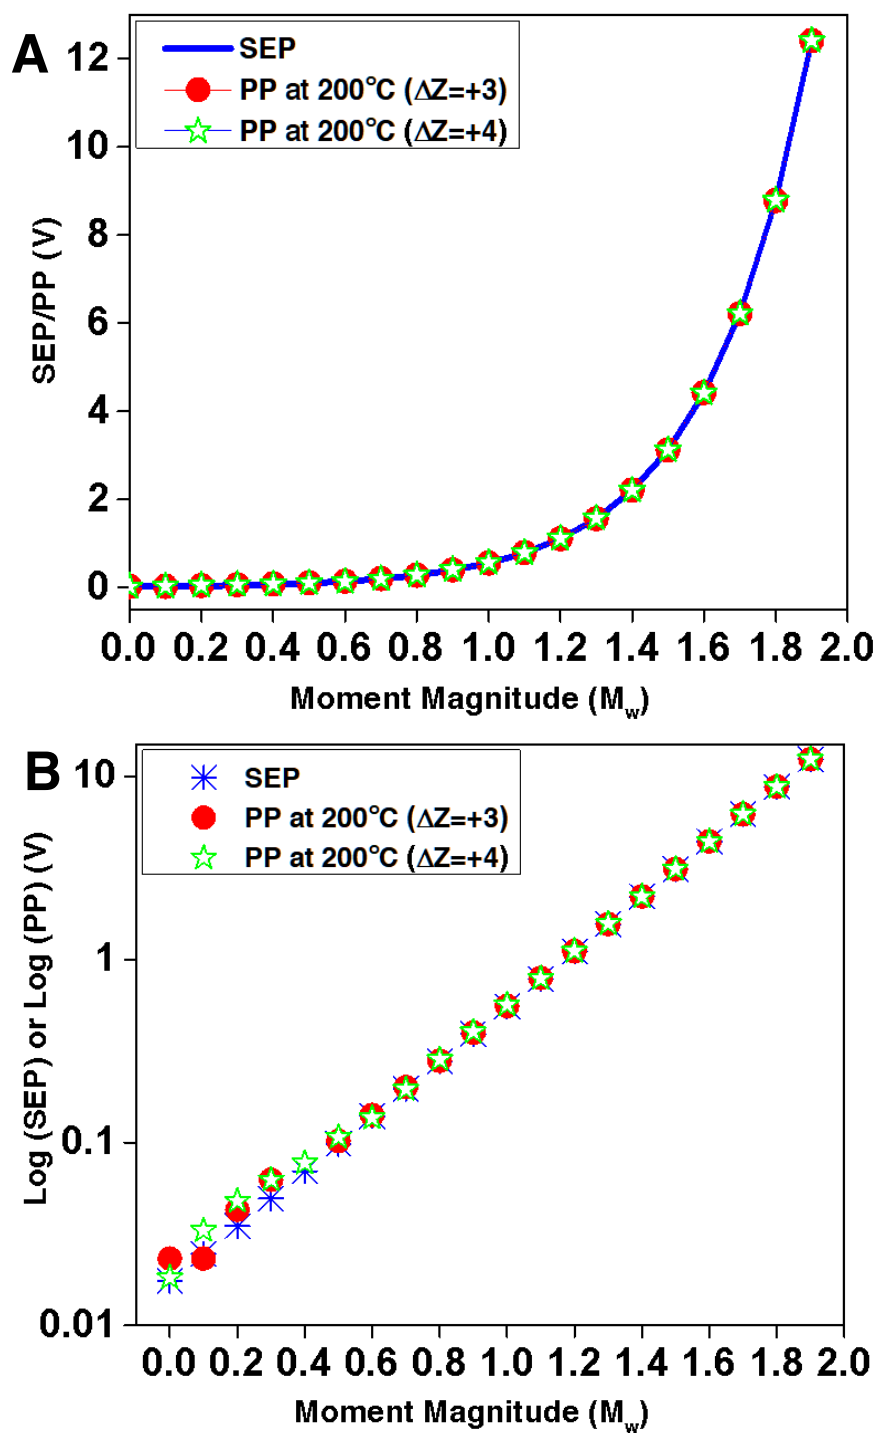 A
SEP
PP at 200°C (ΔZ=+3)
PP at 200°C (ΔZ=+4)
SEP/PP (V)
12
10
8
6
4
2
0
0.0 0.2 0.4 0.6 0.8 1.0 1.2 1.4 1.6 1.8 2.0
Moment Magnitude (Mw)
B
SEP
PP at 200°C (ΔZ=+3)
PP at 200°C (ΔZ=+4)
Log (SEP) or Log (PP) (V)
10
1
0.1
0.01
0.0 0.2 0.4 0.6 0.8 1.0 1.2 1.4 1.6 1.8 2.0
Moment Magnitude (Mw)